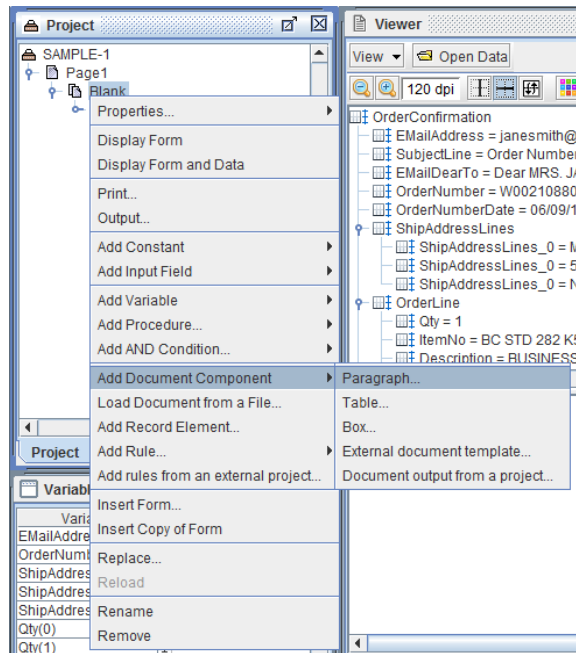 Project
SAMPLE-1
Page1
Blank
Properties...
Display Form
Display Form and Data
Print...
Output...
Add Constant
Add Input Field
Add Variable
Add Procedure...
Add AND Condition...
Add Document Component
Load Document from a File...
Add Record Element...
Add Rule...
Add rules from an external project...
Insert Form...
Insert Copy of Form
Replace...
Reload
Rename
Remove
Paragraph...
Table...
Box...
External document template...
Document output from a project...
Project
Variabl
Varia
EMailAddre
OrderNumb
ShipAddres
ShipAddres
ShipAddres
Qty(0)
Qty(1)
Viewer
View
Open Data
120 dpi
OrderConfirmation
EMailAddress = janesmith@
SubjectLine = Order Number
EMailDearTo = Dear MRS. JA
OrderNumber = W00210880
OrderNumberDate = 06/09/1
ShipAddressLines
ShipAddressLines_0 = M
ShipAddressLines_0 = 5
ShipAddressLines_0 = N
OrderLine
Qty = 1
ItemNo = BC STD 282 K5
Description = BUSINESS